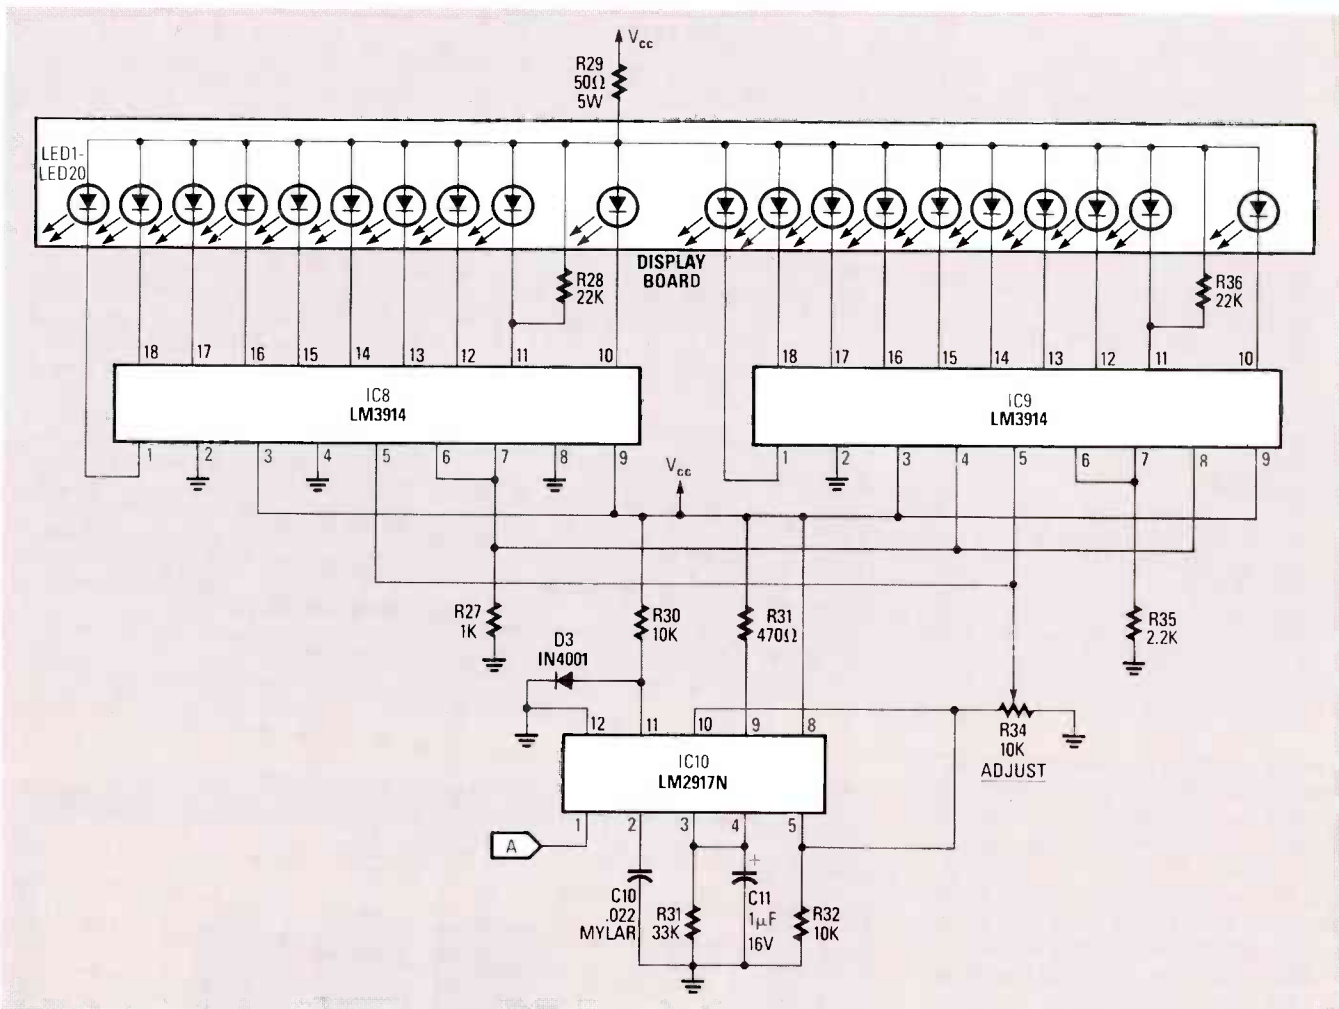 Vcc
R29
50Ω
5W
LED1-
LED20
DISPLAY
BOARD
R28
22K
R36
22K
18 17 16 15 14 13 12 11 10
18 17 16 15 14 13 12 11 10
IC8
LM3914
IC9
LM3914
1 2 3 4 5 6 7 8 9
1 2 3 4 5 6 7 8 9
Vcc
R27
1K
R30
10K
R31
470Ω
R35
2.2K
D3
IN4001
12 11 10 9 8
R34
10K
ADJUST
IC10
LM2917N
1 2 3 4 5
A
C10
.022
MYLAR
R31
33K
+
C11
1µF
16V
R32
10K